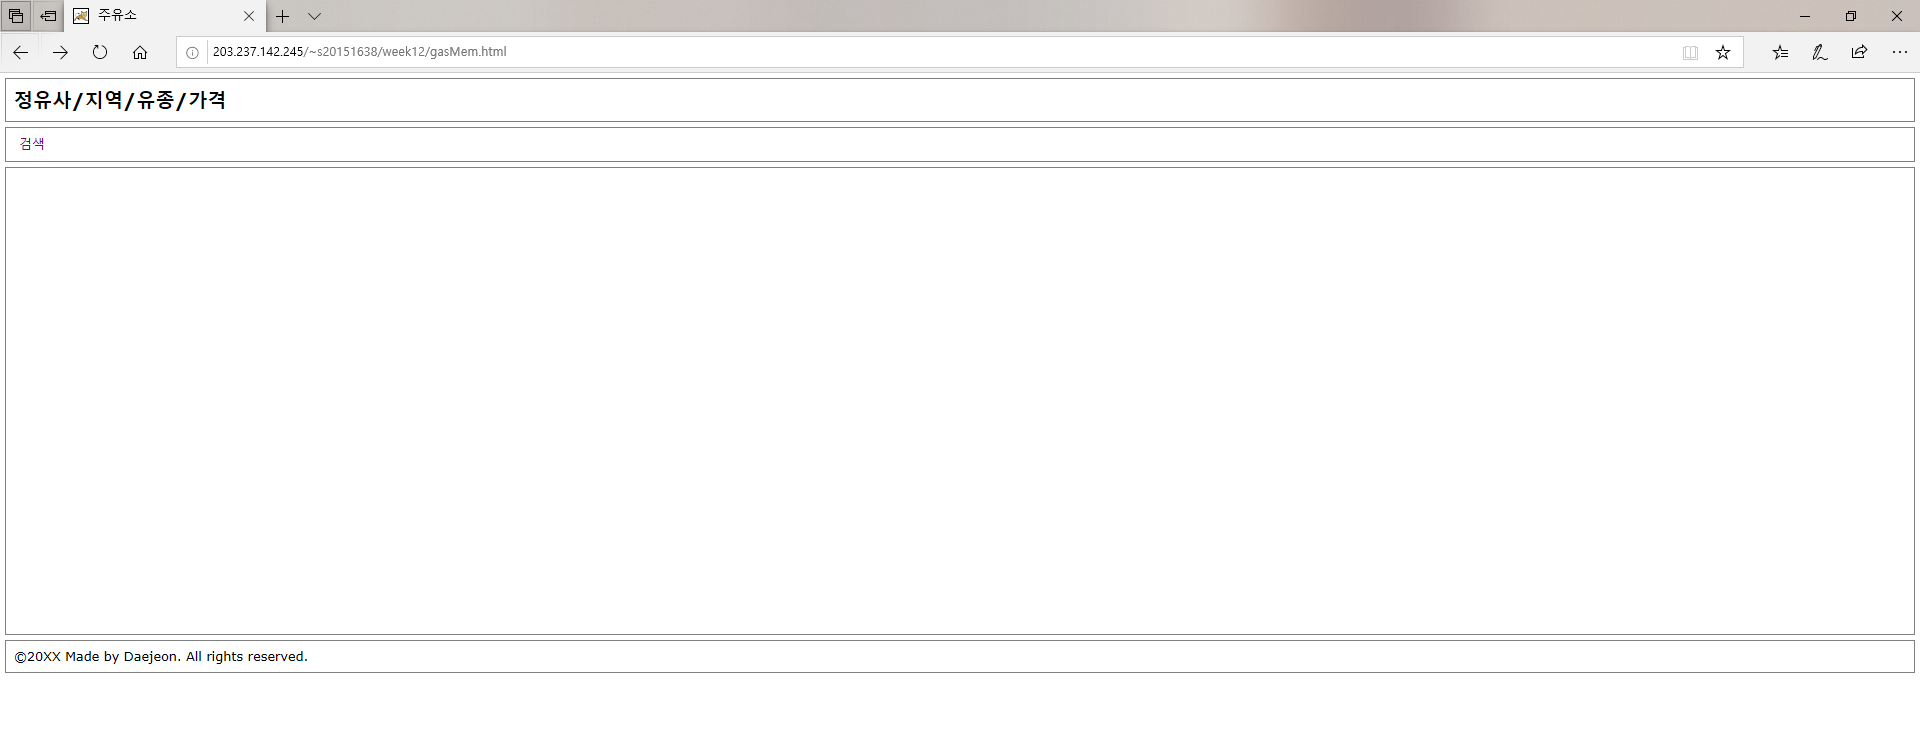 주유소
203.237.142.245/~s20151638/week12/gasMem.html
정유사/지역/유종/가격
검색
©20XX Made by Daejeon. All rights reserved.